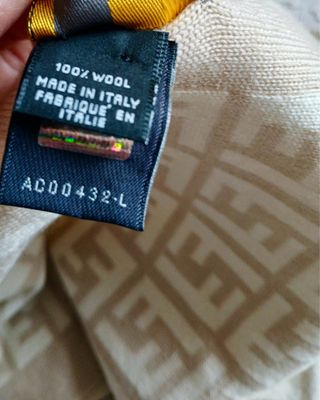 100% WOOL
MADE IN ITALY
FABRIQUÉ EN
ITALIE
AC00432-L